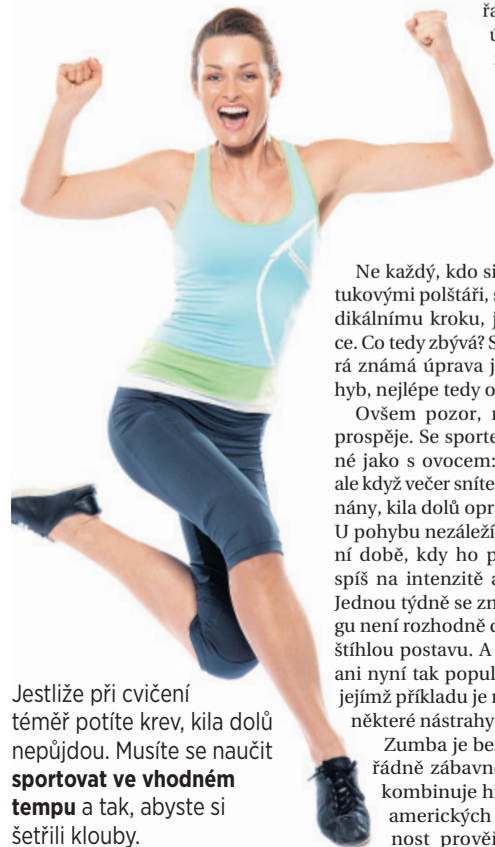 řa
ú
Ne každý, kdo si
tukovými polštáři, s
dikálnímu kroku, j
ce. Co tedy zbývá? S
rá známá úprava j
hyb, nejlépe tedy o
Ovšem pozor, n
prospěje. Se sporte
né jako s ovocem:
ale když večer sníte
nány, kila dolů opra
U pohybu nezáleží
ní době, kdy ho p
spíš na intenzitě a
Jednou týdně se zn
gu není rozhodně c
štíhlou postavu. A
ani nyní tak popul
jejímž příkladu je n
některé nástrahy
Zumba je bez
řádně zábavn
kombinuje h
amerických
nost prověř
Jestliže při cvičení
téměř potíte krev, kila dolů
nepůjdou. Musíte se naučit
sportovat ve vhodném
tempu a tak, abyste si
šetřili klouby.